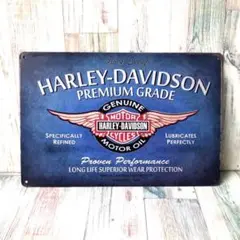 HARLEY-DAVIDSON
PREMIUM GRADE
GENUINE
MOTOR
HARLEY-DAVIDSON
CYCLES
MOTOR OIL
SPECIFICALLY
REFINED
LUBRICATES
PERFECTLY
Proven Performance
LONG LIFE SUPERIOR WEAR PROTECTION